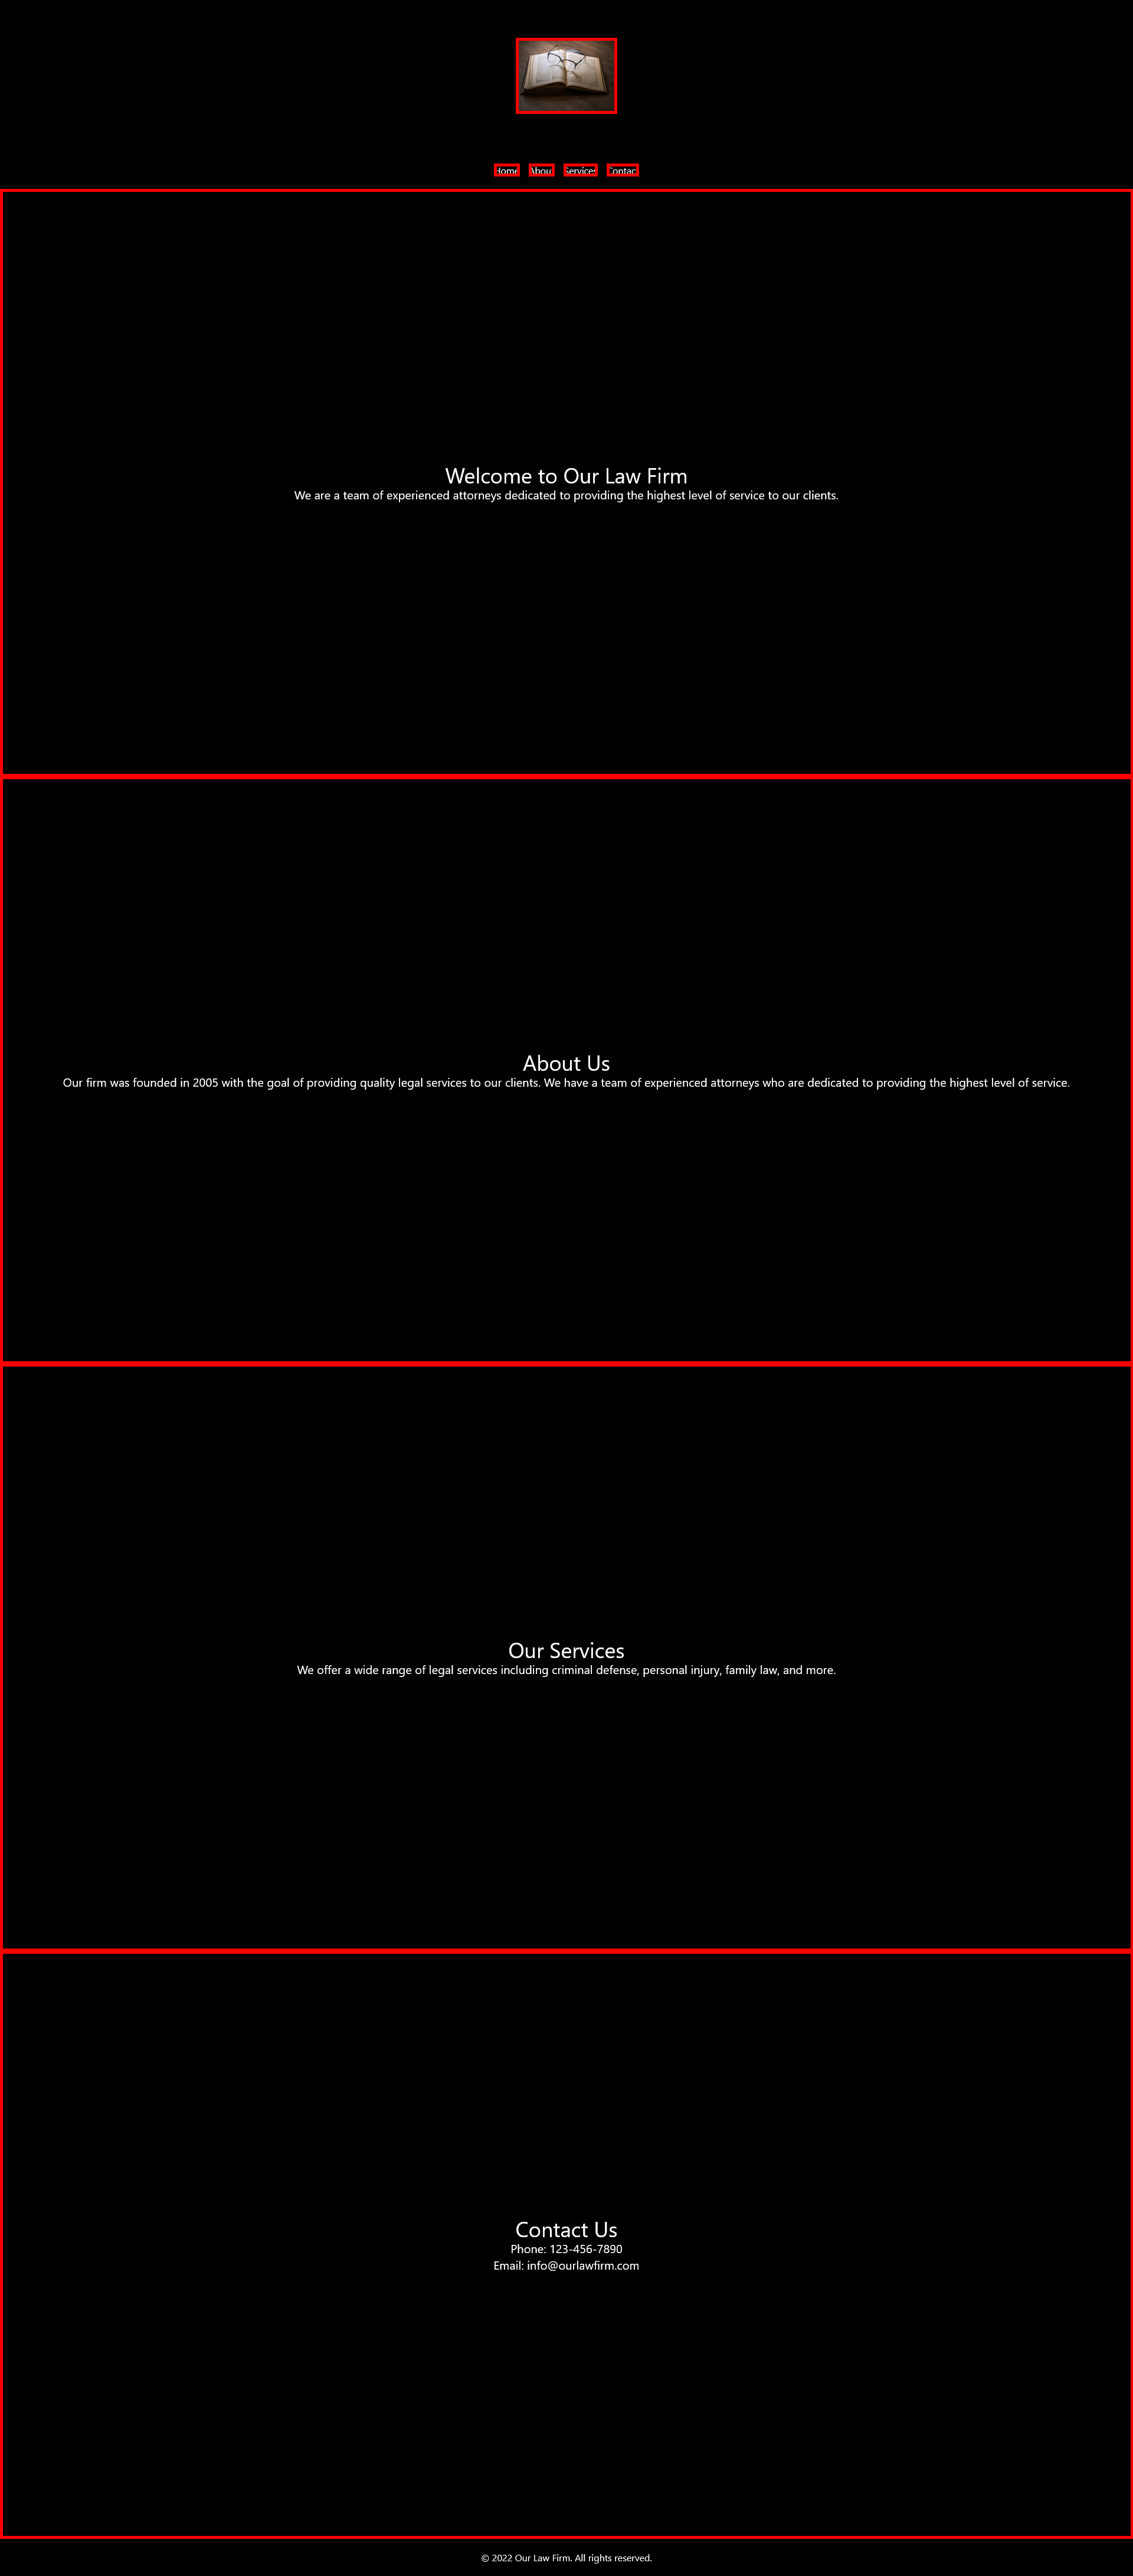 Home About Services Contact
Welcome to Our Law Firm
We are a team of experienced attorneys dedicated to providing the highest level of service to our clients.
About Us
Our firm was founded in 2005 with the goal of providing quality legal services to our clients. We have a team of experienced attorneys who are dedicated to providing the highest level of service.
Our Services
We offer a wide range of legal services including criminal defense, personal injury, family law, and more.
Contact Us
Phone: 123-456-7890
Email: info@ourlawfirm.com
© 2022 Our Law Firm. All rights reserved.